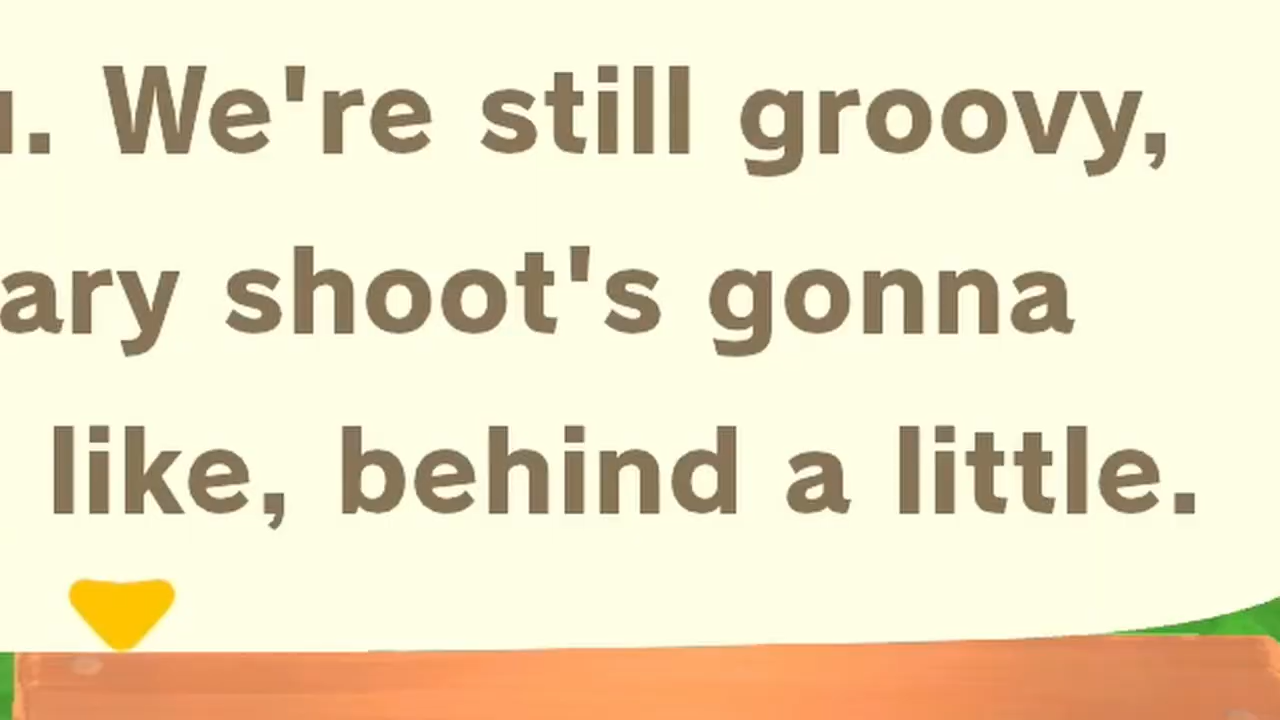 . We're still groovy,
ary shoot's gonna
like, behind a little.